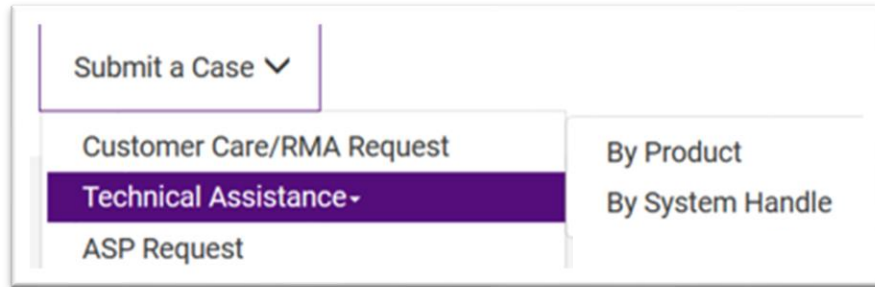 Submit a Case
Customer Care/RMA Request
Technical Assistance
ASP Request
By Product
By System Handle